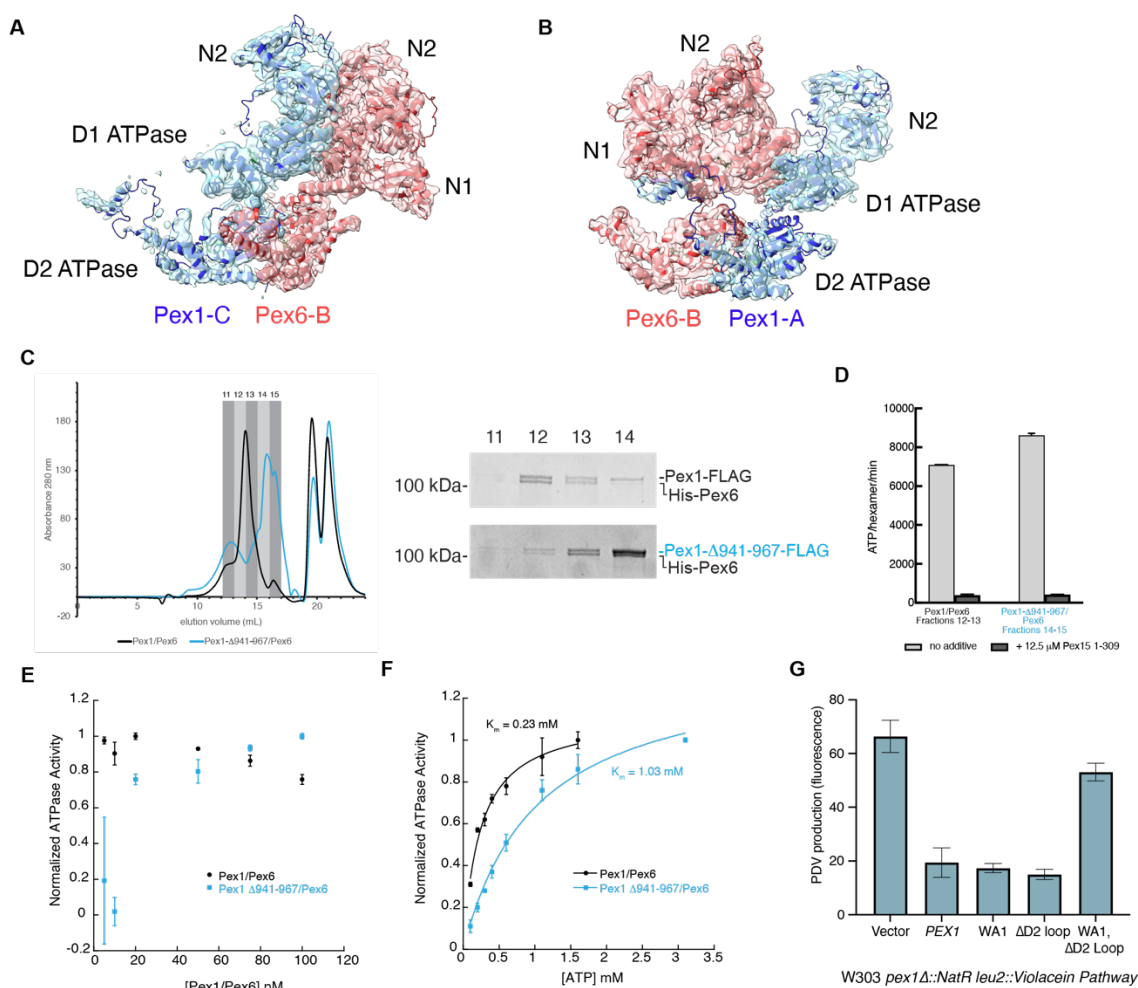 A
N2
N2
D1 ATPase
N1
D2 ATPase
Pex1-C Pex6-B
B
N2
N2
N1
D1 ATPase
D2 ATPase
Pex6-B Pex1-A
C
11 12 13 14 15
180
130
80
30
-20
0
5
10
15
20
Absorbance 280 nm
elution volume (mL)
Pex1/Pex6 Pex1-Δ941-967/Pex6
11 12 13 14
100 kDa-
-Pex1-FLAG
His-Pex6
100 kDa-
-Pex1-Δ941-967-FLAG
His-Pex6
D
10000
8000
6000
4000
2000
0
ATP/hexamer/min
Pex1/Pex6
Fractions 12-13
Pex1-Δ941-967/
Pex6
Fractions 14-15
no additive + 12.5 μM Pex15 1-309
E
1.2
1
0.8
0.6
0.4
0.2
0
-0.2
Normalized ATPase Activity
Pex1/Pex6
Pex1 Δ941-967/Pex6
0 20 40 60 80 100 120
[Pex1/Pex6] nM
F
1.2
1
0.8
0.6
0.4
0.2
0
Normalized ATPase Activity
Km = 0.23 mM
Km = 1.03 mM
Pex1/Pex6
Pex1 Δ941-967/Pex6
0 0.5 1 1.5 2 2.5 3 3.5
[ATP] mM
G
80
60
40
20
0
PDV production (fluorescence)
Vector
PEX1
WA1
ΔD2 loop
WA1,
ΔD2 Loop
W303 pex1Δ::NatR leu2::Violacein Pathway